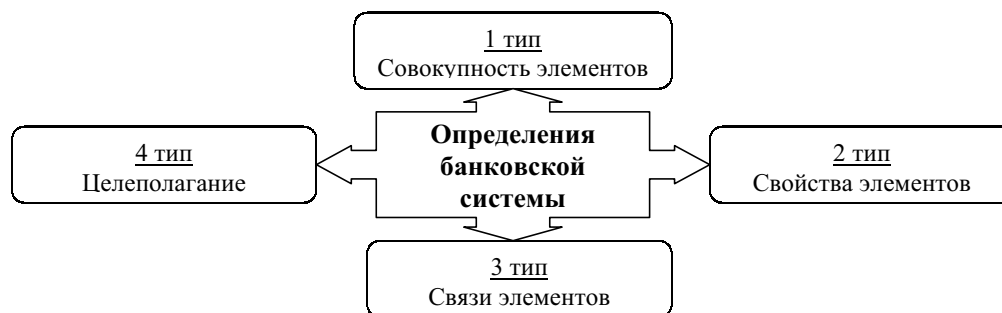 1 тип
Совокупность элементов
4 тип
Целеполагание
Определения
банковской
системы
2 тип
Свойства элементов
3 тип
Связи элементов